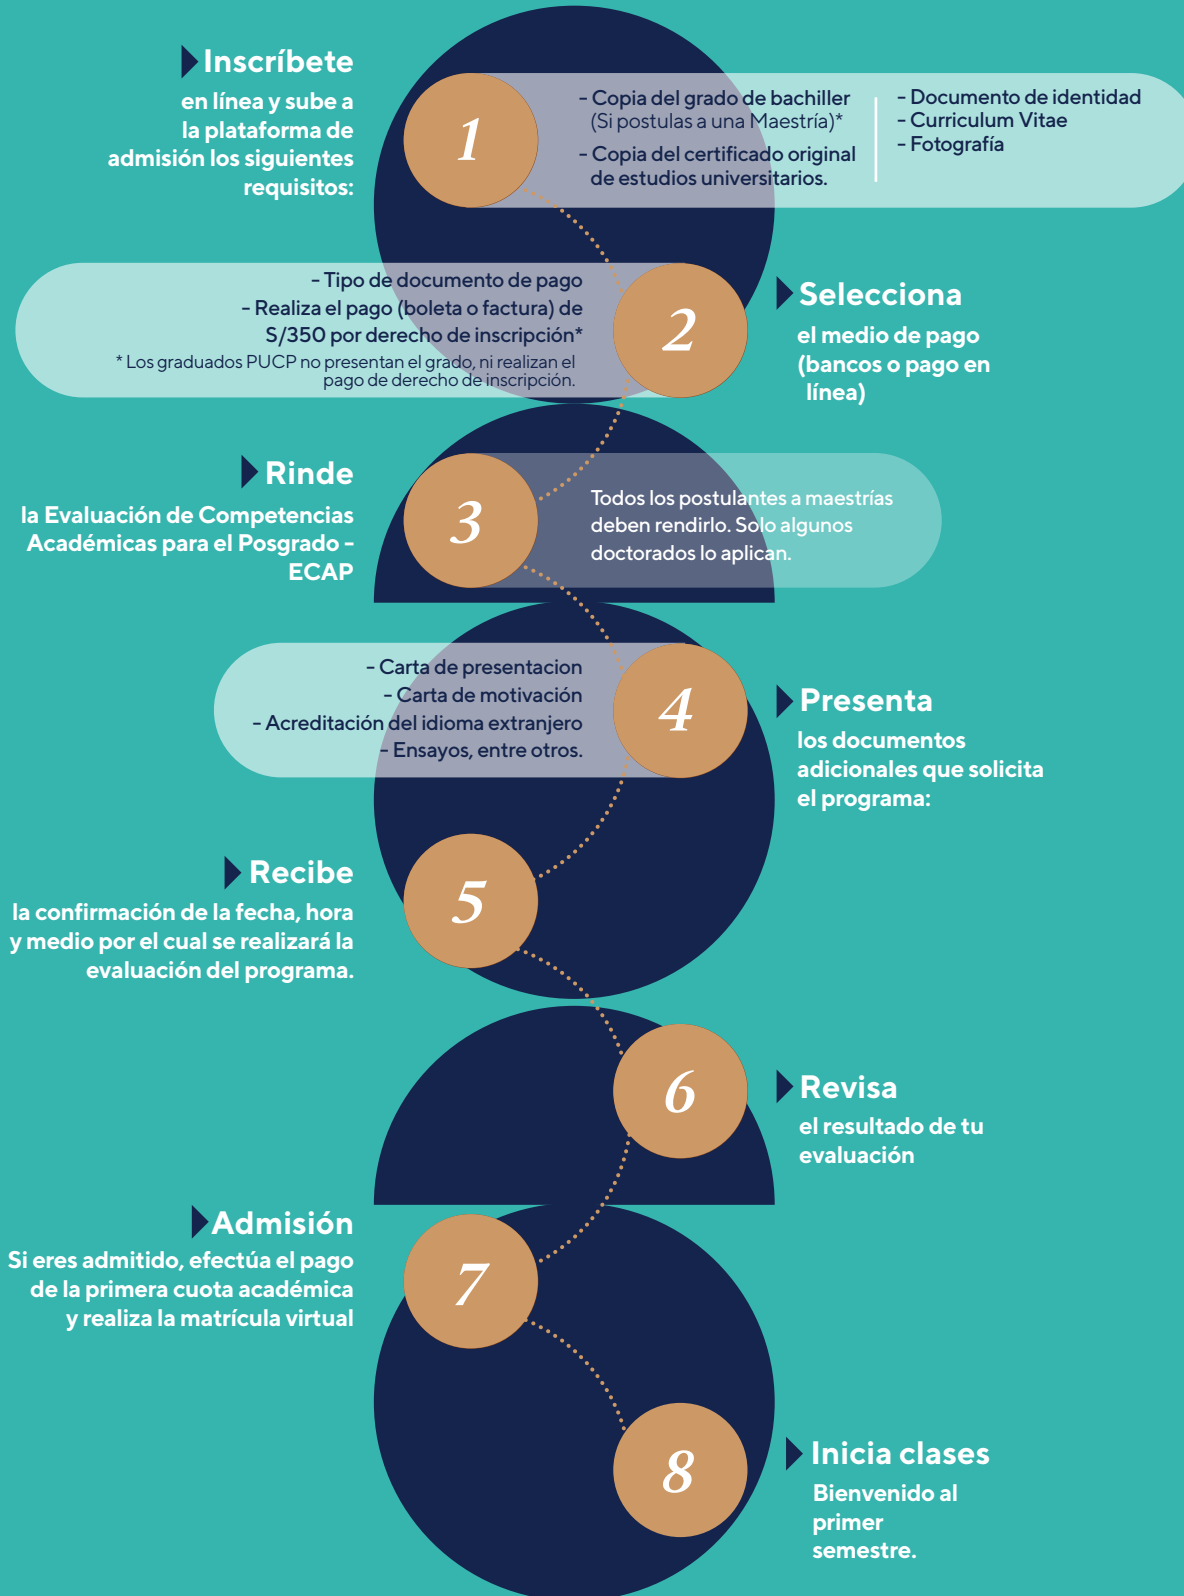 Inscríbete
en línea y sube a
la plataforma de
admisión los siguientes
requisitos:
1
- Copia del grado de bachiller
(Si postulas a una Maestría)*
- Copia del certificado original
de estudios universitarios.
- Documento de identidad
- Curriculum Vitae
- Fotografía
- Tipo de documento de pago
- Realiza el pago (boleta o factura) de
S/350 por derecho de inscripción*
* Los graduados PUCP no presentan el grado, ni realizan el
pago de derecho de inscripción.
2
Selecciona
el medio de pago
(bancos o pago en
línea)
Rinde
la Evaluación de Competencias
Académicas para el Posgrado -
ECAP
3
Todos los postulantes a maestrías
deben rendirlo. Solo algunos
doctorados lo aplican.
- Carta de presentacion
- Carta de motivación
- Acreditación del idioma extranjero
- Ensayos, entre otros.
4
Presenta
los documentos
adicionales que solicita
el programa:
Recibe
la confirmación de la fecha, hora
y medio por el cual se realizará la
evaluación del programa.
5
6
Revisa
el resultado de tu
evaluación
Admisión
Si eres admitido, efectúa el pago
de la primera cuota académica
y realiza la matrícula virtual
7
8
Inicia clases
Bienvenido al
primer
semestre.